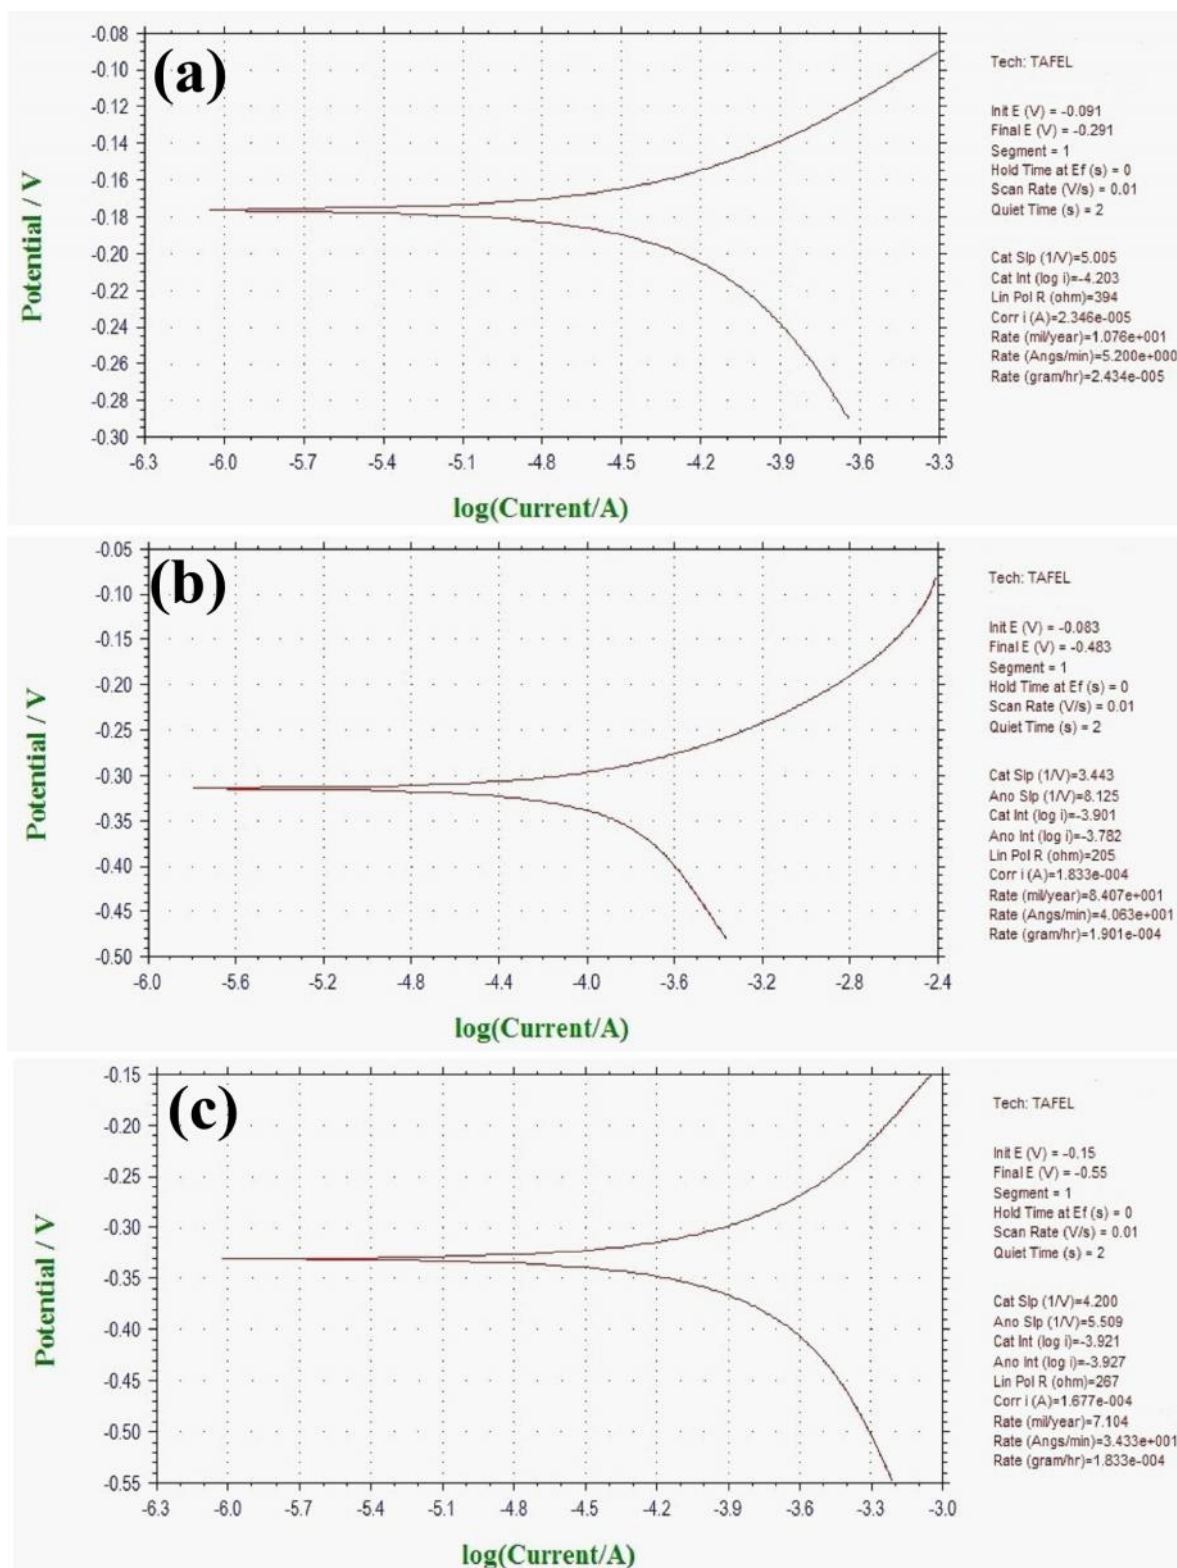 (a)
-0.08
-0.10
-0.12
-0.14
-0.16
-0.18
-0.20
-0.22
-0.24
-0.26
-0.28
-0.30
-6.3 -6.0 -5.7 -5.4 -5.1 -4.8 -4.5 -4.2 -3.9 -3.6 -3.3
Potential / V
log(Current/A)
Tech: TAFEL
Init E (V) = -0.091
Final E (V) = -0.291
Segment = 1
Hold Time at Ef (s) = 0
Scan Rate (V/s) = 0.01
Quiet Time (s) = 2
Cat Slp (1/V)=5.005
Cat Int (log i)=-4.203
Lin Pol R (ohm)=394
Corr i (A)=2.346e-005
Rate (mil/year)=1.076e+001
Rate (Angs/min)=5.200e+000
Rate (gram/hr)=2.434e-005
(b)
-0.05
-0.10
-0.15
-0.20
-0.25
-0.30
-0.35
-0.40
-0.45
-0.50
-6.0 -5.6 -5.2 -4.8 -4.4 -4.0 -3.6 -3.2 -2.8 -2.4
Potential / V
log(Current/A)
Tech: TAFEL
Init E (V) = -0.083
Final E (V) = -0.483
Segment = 1
Hold Time at Ef (s) = 0
Scan Rate (V/s) = 0.01
Quiet Time (s) = 2
Cat Slp (1/V)=3.443
Ano Slp (1/V)=8.125
Cat Int (log i)=-3.901
Ano Int (log i)=-3.782
Lin Pol R (ohm)=205
Corr i (A)=1.833e-004
Rate (mil/year)=8.407e+001
Rate (Angs/min)=4.063e+001
Rate (gram/hr)=1.901e-004
(c)
-0.15
-0.20
-0.25
-0.30
-0.35
-0.40
-0.45
-0.50
-0.55
-6.3 -6.0 -5.7 -5.4 -5.1 -4.8 -4.5 -4.2 -3.9 -3.6 -3.3 -3.0
Potential / V
log(Current/A)
Tech: TAFEL
Init E (V) = -0.15
Final E (V) = -0.55
Segment = 1
Hold Time at Ef (s) = 0
Scan Rate (V/s) = 0.01
Quiet Time (s) = 2
Cat Slp (1/V)=4.200
Ano Slp (1/V)=5.509
Cat Int (log i)=-3.921
Ano Int (log i)=-3.927
Lin Pol R (ohm)=267
Corr i (A)=1.677e-004
Rate (mil/year)=7.104
Rate (Angs/min)=3.433e+001
Rate (gram/hr)=1.833e-004